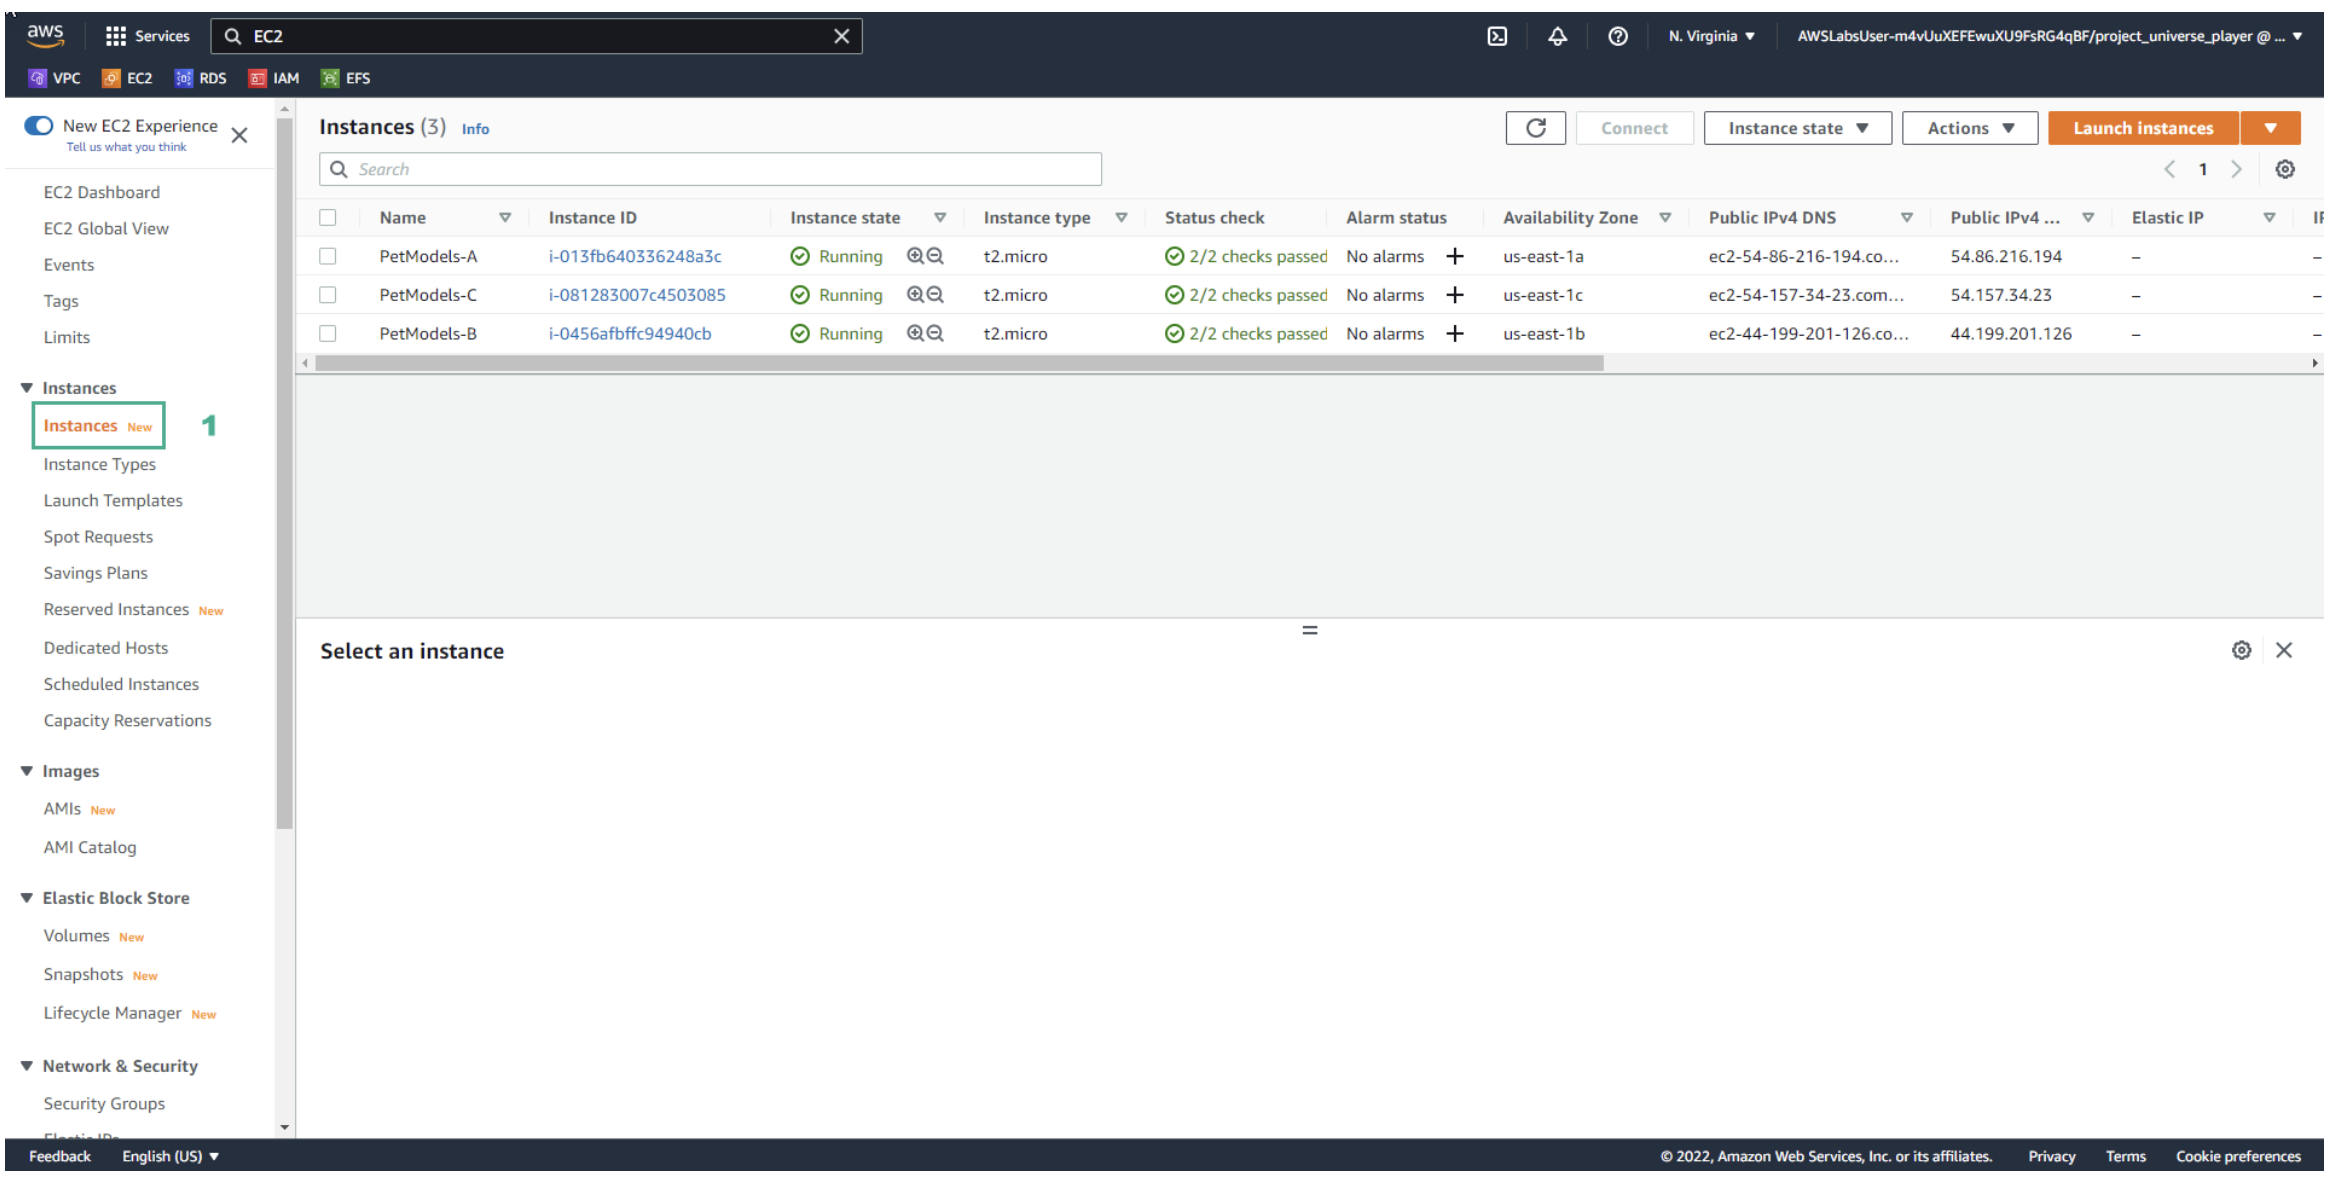 aws Services EC2 N. Virginia ▼ AWSLabsUser-m4vUuXEFEwuXU9FsRG4qBF/project_universe_player @ ... ▼
VPC EC2 RDS IAM EFS
New EC2 Experience
Tell us what you think
EC2 Dashboard
EC2 Global View
Events
Tags
Limits
Instances
Instances New 1
Instance Types
Launch Templates
Spot Requests
Savings Plans
Reserved Instances New
Dedicated Hosts
Scheduled Instances
Capacity Reservations
Images
AMIs New
AMI Catalog
Elastic Block Store
Volumes New
Snapshots New
Lifecycle Manager New
Network & Security
Security Groups
Elastic IPs
Instances (3) Info Connect Instance state ▼ Actions ▼ Launch instances ▼
Search 1
Name Instance ID Instance state Instance type Status check Alarm status Availability Zone Public IPv4 DNS Public IPv4 ... Elastic IP
PetModels-A i-013fb640336248a3c Running t2.micro 2/2 checks passed No alarms + us-east-1a ec2-54-86-216-194.co... 54.86.216.194 – –
PetModels-C i-081283007c4503085 Running t2.micro 2/2 checks passed No alarms + us-east-1c ec2-54-157-34-23.com... 54.157.34.23 – –
PetModels-B i-0456afbffc94940cb Running t2.micro 2/2 checks passed No alarms + us-east-1b ec2-44-199-201-126.co... 44.199.201.126 – –
Select an instance
Feedback English (US) ▼ © 2022, Amazon Web Services, Inc. or its affiliates. Privacy Terms Cookie preferences